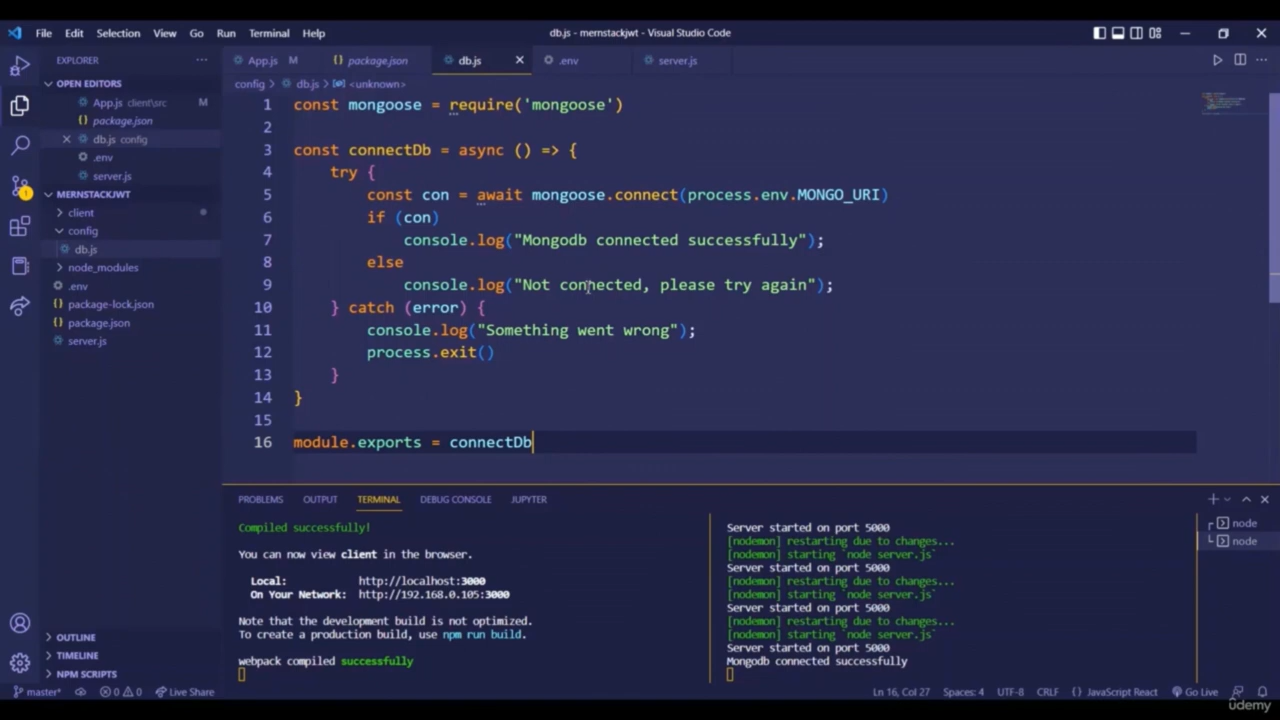 File Edit Selection View Go Run Terminal Help
db.js - mernstackjwt - Visual Studio Code
EXPLORER
OPEN EDITORS
App.js client\src M
package.json
db.js config
.env
server.js
MERNSTACKJWT
client
config
db.js
node_modules
.env
package-lock.json
package.json
server.js
OUTLINE
TIMELINE
NPM SCRIPTS
App.js M package.json db.js .env server.js
config > db.js > <unknown>
1 const mongoose = require('mongoose')
2
3 const connectDb = async () => {
4 try {
5 const con = await mongoose.connect(process.env.MONGO_URI)
6 if (con)
7 console.log("Mongodb connected successfully");
8 else
9 console.log("Not connected, please try again");
10 } catch (error) {
11 console.log("Something went wrong");
12 process.exit()
13 }
14 }
15
16 module.exports = connectDb
PROBLEMS OUTPUT TERMINAL DEBUG CONSOLE JUPYTER
Compiled successfully!
You can now view client in the browser.
Local: http://localhost:3000
On Your Network: http://192.168.0.105:3000
Note that the development build is not optimized.
To create a production build, use npm run build.
webpack compiled successfully
Server started on port 5000
[nodemon] restarting due to changes...
[nodemon] starting `node server.js`
Server started on port 5000
[nodemon] restarting due to changes...
[nodemon] starting `node server.js`
Server started on port 5000
[nodemon] restarting due to changes...
[nodemon] starting `node server.js`
Server started on port 5000
Mongodb connected successfully
node
node
master* 0 0 Live Share
Ln 16, Col 27 Spaces: 4 UTF-8 CRLF {} JavaScript React Go Live
udemy